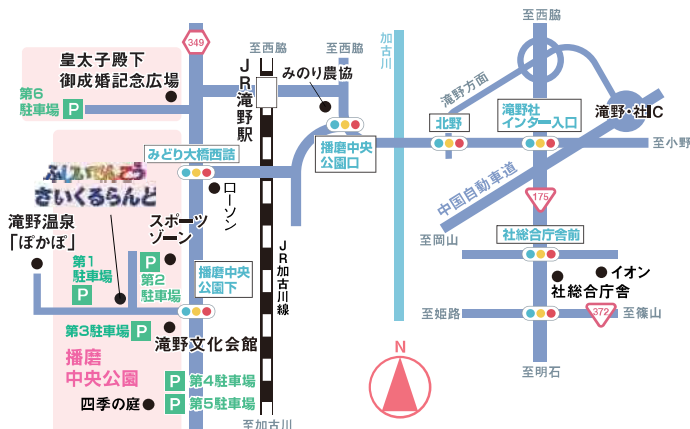 至西脇
皇太子殿下
御成婚記念広場
349
第6
駐車場
P
至西脇
至西脇
JR滝野駅
みのり農協
加古川
滝野方面
滝野社
インター入口
滝野・社IC
北野
至小野
播磨中央
公園口
みどり大橋西詰
ふしぎでんこう
さいくるらんど
ローソン
中国自動車道
175
至岡山
滝野温泉
「ぽかぽ」
スポーツ
ゾーン
第1
駐車場
P
P
第2
駐車場
播磨中央
公園下
JR加古川線
社総合庁舎前
イオン
社総合庁舎
至姫路
372
至篠山
第3駐車場
P
滝野文化会館
播磨
中央公園
P
第4駐車場
四季の庭
P
第5駐車場
至加古川
N
至明石